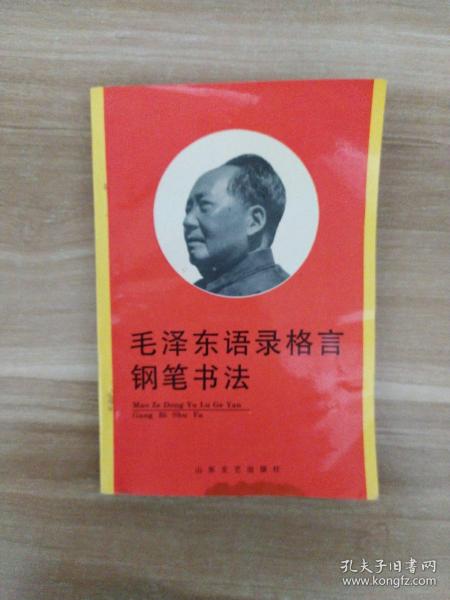 毛泽东语录格言
钢笔书法
Mao Ze Dong Yu Lu Ge Yan
Gang Bi Shu Fa
山东文艺出版社
孔夫子旧书网
www.kongfz.com